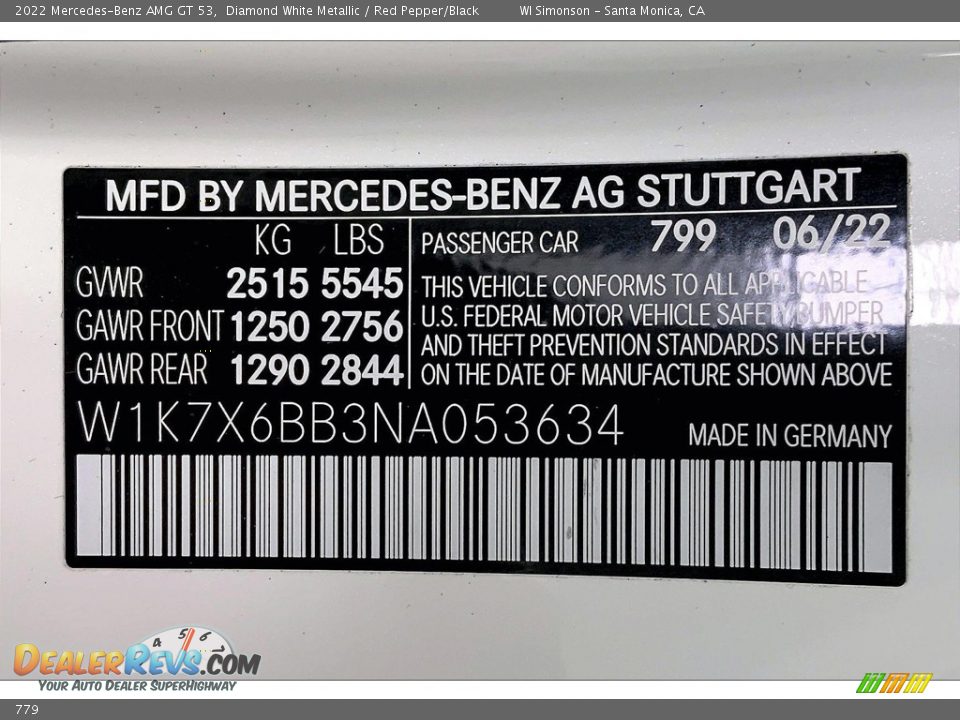 2022 Mercedes-Benz AMG GT 53, Diamond White Metallic / Red Pepper/Black WI Simonson - Santa Monica, CA
MFD BY MERCEDES-BENZ AG STUTTGART
KG LBS
GVWR 2515 5545
GAWR FRONT 1250 2756
GAWR REAR 1290 2844
PASSENGER CAR 799 06/22
THIS VEHICLE CONFORMS TO ALL APPLICABLE
U.S. FEDERAL MOTOR VEHICLE SAFETY BUMPER
AND THEFT PREVENTION STANDARDS IN EFFECT
ON THE DATE OF MANUFACTURE SHOWN ABOVE
W1K7X6BB3NA053634
MADE IN GERMANY
4 5 6
DEALERREVS.COM
YOUR AUTO DEALER SUPERHIGHWAY
779